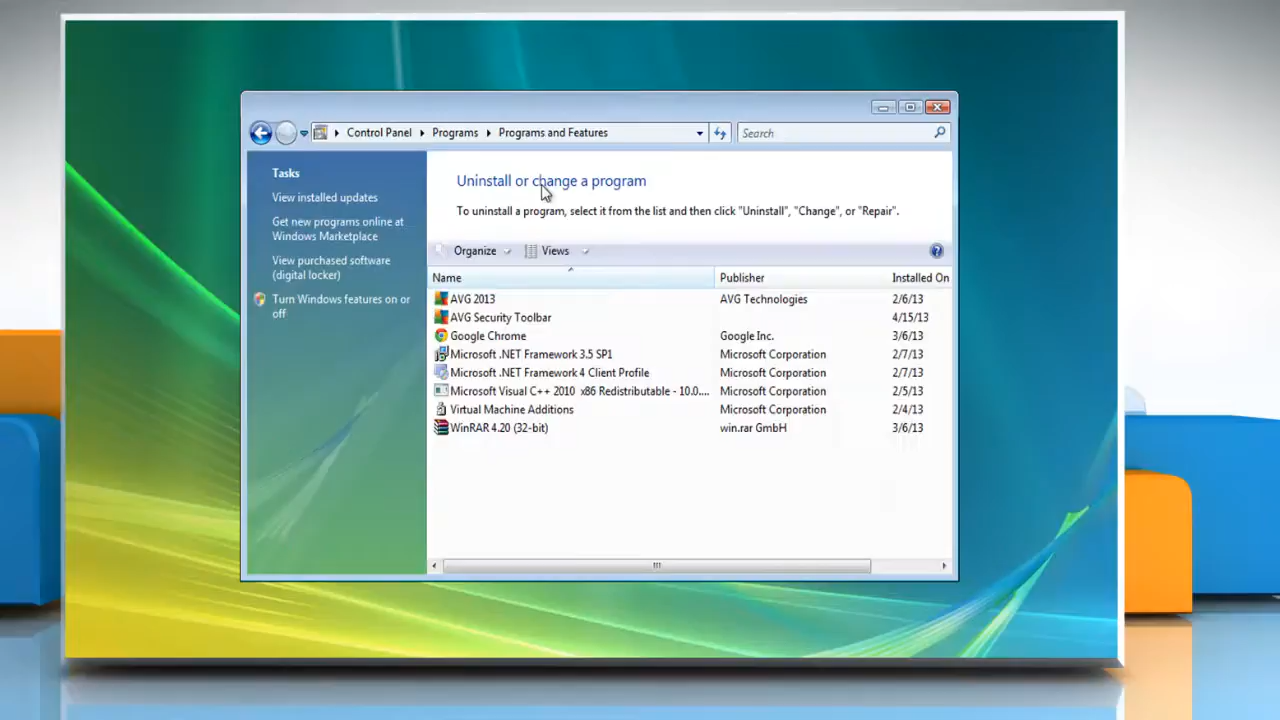 Control Panel Programs Programs and Features Search
Tasks
View installed updates
Get new programs online at
Windows Marketplace
View purchased software
(digital locker)
Turn Windows features on or
off
Uninstall or change a program
To uninstall a program, select it from the list and then click "Uninstall", "Change", or "Repair".
Organize Views
Name Publisher Installed On
AVG 2013 AVG Technologies 2/6/13
AVG Security Toolbar 4/15/13
Google Chrome Google Inc. 3/6/13
Microsoft .NET Framework 3.5 SP1 Microsoft Corporation 2/7/13
Microsoft .NET Framework 4 Client Profile Microsoft Corporation 2/7/13
Microsoft Visual C++ 2010 x86 Redistributable - 10.0.... Microsoft Corporation 2/5/13
Virtual Machine Additions Microsoft Corporation 2/4/13
WinRAR 4.20 (32-bit) win.rar GmbH 3/6/13